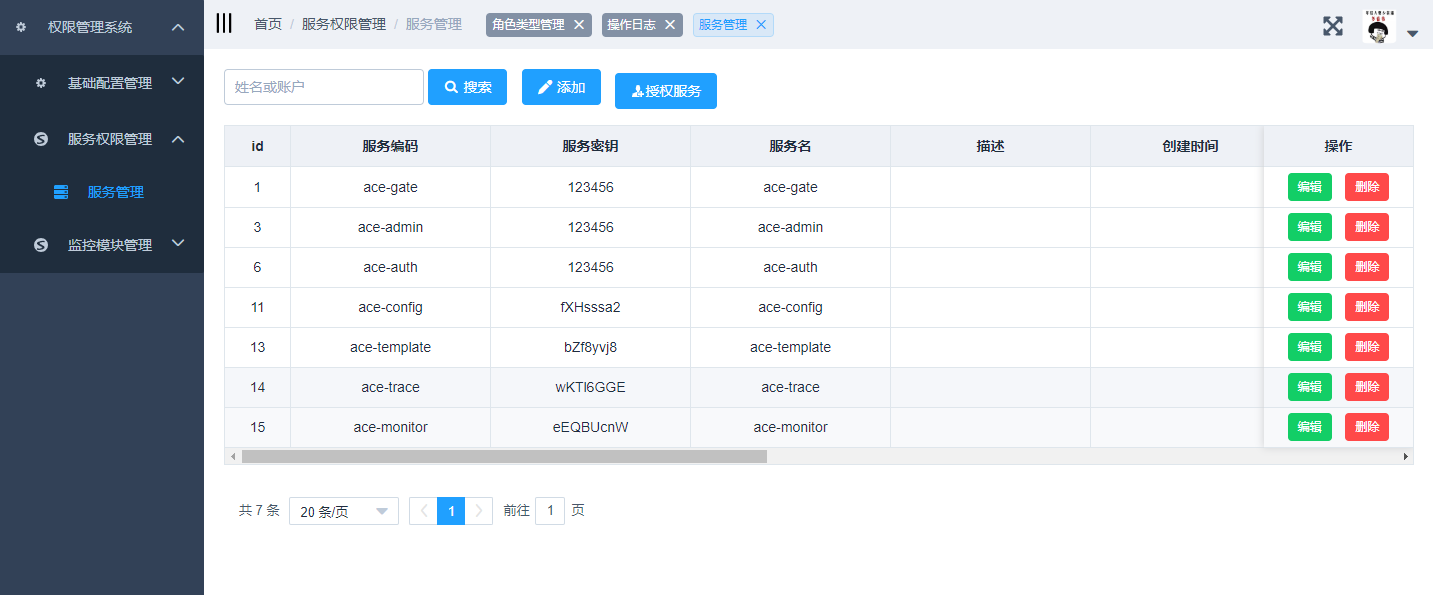 权限管理系统
基础配置管理
服务权限管理
服务管理
监控模块管理
首页 / 服务权限管理 / 服务管理 角色类型管理 操作日志 服务管理
姓名或账户 搜索 添加 授权服务
id 服务编码 服务密钥 服务名 描述 创建时间 操作
1 ace-gate 123456 ace-gate 编辑 删除
3 ace-admin 123456 ace-admin 编辑 删除
6 ace-auth 123456 ace-auth 编辑 删除
11 ace-config fXHsssa2 ace-config 编辑 删除
13 ace-template bZf8yvj8 ace-template 编辑 删除
14 ace-trace wKTl6GGE ace-trace 编辑 删除
15 ace-monitor eEQBUcnW ace-monitor 编辑 删除
共 7 条 20 条/页 1 前往 1 页